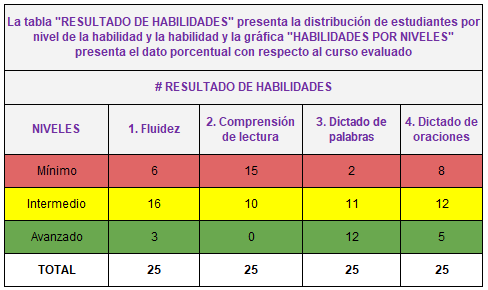 La tabla "RESULTADO DE HABILIDADES" presenta la distribución de estudiantes por
nivel de la habilidad y la habilidad y la gráfica "HABILIDADES POR NIVELES"
presenta el dato porcentual con respecto al curso evaluado
# RESULTADO DE HABILIDADES
NIVELES 1. Fluidez 2. Comprensión de lectura 3. Dictado de palabras 4. Dictado de oraciones
Mínimo 6 15 2 8
Intermedio 16 10 11 12
Avanzado 3 0 12 5
TOTAL 25 25 25 25